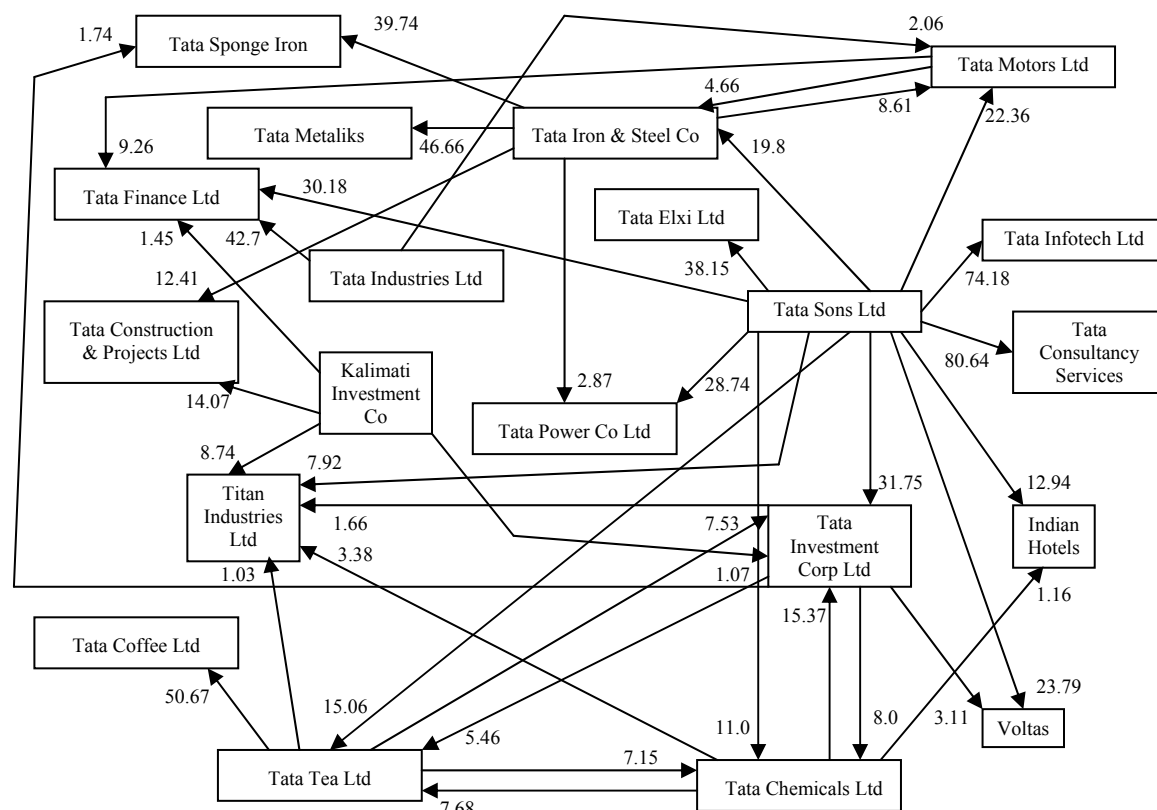 1.74
Tata Sponge Iron
39.74
2.06
Tata Motors Ltd
4.66
8.61
Tata Metaliks
46.66
Tata Iron & Steel Co
19.8
22.36
9.26
Tata Finance Ltd
30.18
Tata Elxi Ltd
Tata Infotech Ltd
1.45
42.7
38.15
74.18
12.41
Tata Industries Ltd
Tata Sons Ltd
Tata Construction
& Projects Ltd
Tata
Consultancy
Services
80.64
Kalimati
Investment
Co
14.07
2.87
28.74
Tata Power Co Ltd
8.74
7.92
31.75
12.94
Titan
Industries
Ltd
1.66
7.53
Tata
Investment
Corp Ltd
Indian
Hotels
3.38
1.03
1.07
15.37
1.16
Tata Coffee Ltd
50.67
15.06
5.46
11.0
8.0
3.11
23.79
Voltas
Tata Tea Ltd
7.15
Tata Chemicals Ltd
7.68